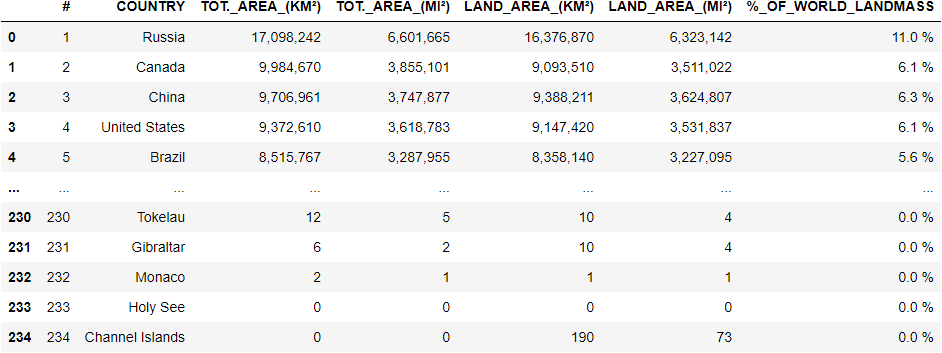 # COUNTRY TOT._AREA_(KM²) TOT._AREA_(MI²) LAND_AREA_(KM²) LAND_AREA_(MI²) %_OF_WORLD_LANDMASS
0 1 Russia 17,098,242 6,601,665 16,376,870 6,323,142 11.0 %
1 2 Canada 9,984,670 3,855,101 9,093,510 3,511,022 6.1 %
2 3 China 9,706,961 3,747,877 9,388,211 3,624,807 6.3 %
3 4 United States 9,372,610 3,618,783 9,147,420 3,531,837 6.1 %
4 5 Brazil 8,515,767 3,287,955 8,358,140 3,227,095 5.6 %
... ... ... ... ... ... ... ...
230 230 Tokelau 12 5 10 4 0.0 %
231 231 Gibraltar 6 2 10 4 0.0 %
232 232 Monaco 2 1 1 1 0.0 %
233 233 Holy See 0 0 0 0 0.0 %
234 234 Channel Islands 0 0 190 73 0.0 %